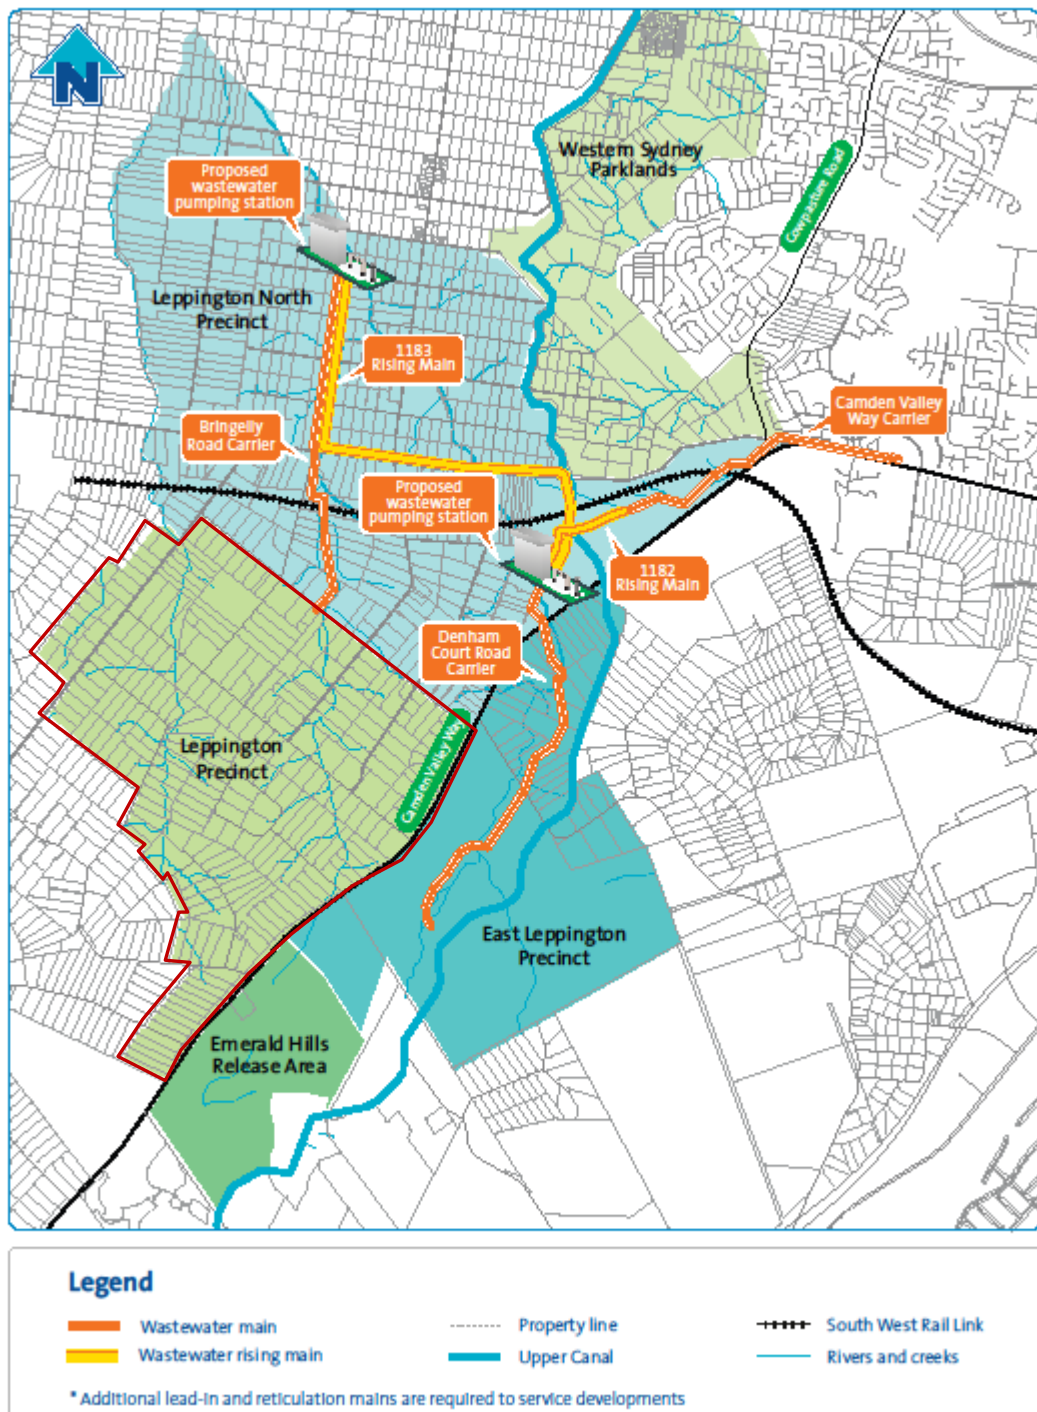 N
Western Sydney
Parklands
Cowpasture Road
Proposed
wastewater
pumping station
Leppington North
Precinct
1183
Rising Main
Camden Valley
Way Carrier
Bringelly
Road Carrier
Proposed
wastewater
pumping station
1182
Rising Main
Denham
Court Road
Carrier
Leppington
Precinct
Camden Valley Way
East Leppington
Precinct
Emerald Hills
Release Area
Legend
Wastewater main
Property line
South West Rail Link
Wastewater rising main
Upper Canal
Rivers and creeks
* Additional lead-in and reticulation mains are required to service developments